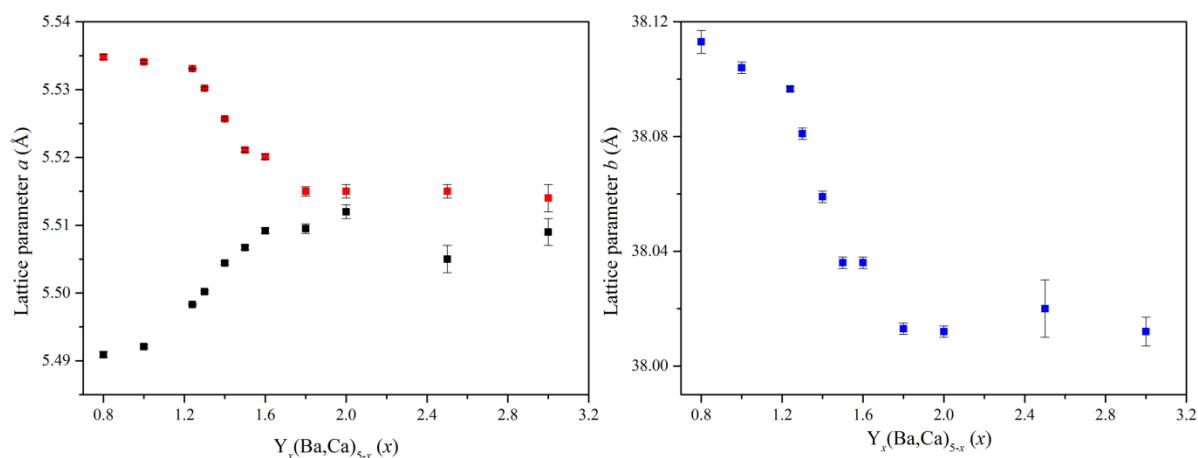 5.54
5.53
5.52
5.51
5.50
5.49
Lattice parameter a (Å)
0.8 1.2 1.6 2.0 2.4 2.8 3.2
Yₓ(Ba,Ca)₅₋ₓ (x)
38.12
38.08
38.04
38.00
Lattice parameter b (Å)
0.8 1.2 1.6 2.0 2.4 2.8 3.2
Yₓ(Ba,Ca)₅₋ₓ (x)